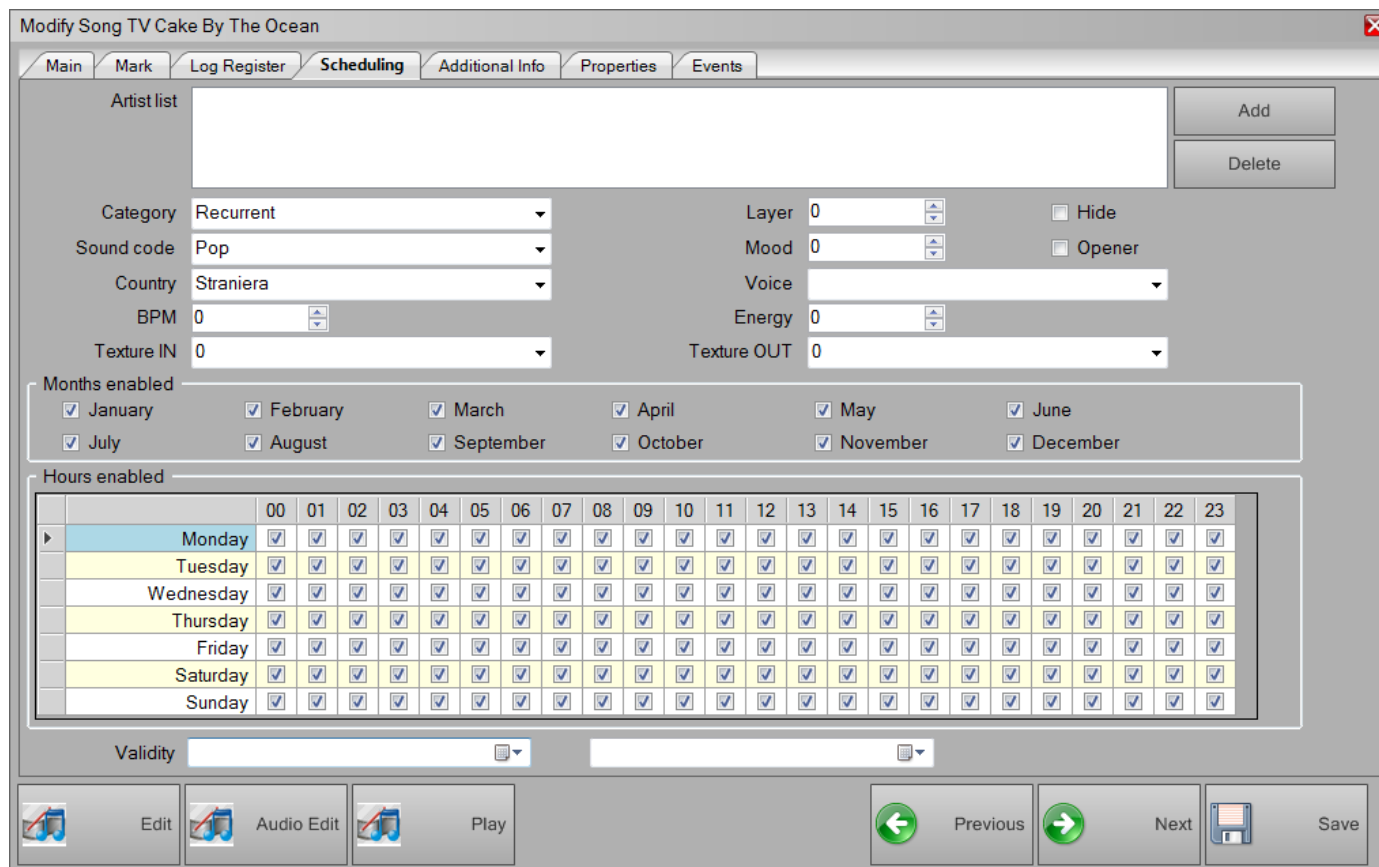 Modify Song TV Cake By The Ocean
Main Mark Log Register Scheduling Additional Info Properties Events
Artist list
Add
Delete
Category Recurrent Layer 0 Hide
Sound code Pop Mood 0 Opener
Country Straniera Voice
BPM 0 Energy 0
Texture IN 0 Texture OUT 0
Months enabled
January February March April May June
July August September October November December
Hours enabled
00 01 02 03 04 05 06 07 08 09 10 11 12 13 14 15 16 17 18 19 20 21 22 23
Monday
Tuesday
Wednesday
Thursday
Friday
Saturday
Sunday
Validity
Edit Audio Edit Play Previous Next Save